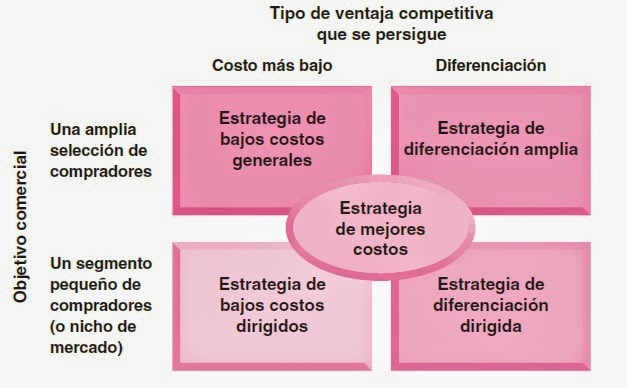 Tipo de ventaja competitiva
que se persigue
Costo más bajo
Diferenciación
Objetivo comercial
Una amplia
selección de
compradores
Estrategia de
bajos costos
generales
Estrategia de
diferenciación amplia
Estrategia
de mejores
costos
Un segmento
pequeño de
compradores
(o nicho de
mercado)
Estrategia de
bajos costos
dirigidos
Estrategia de
diferenciación
dirigida